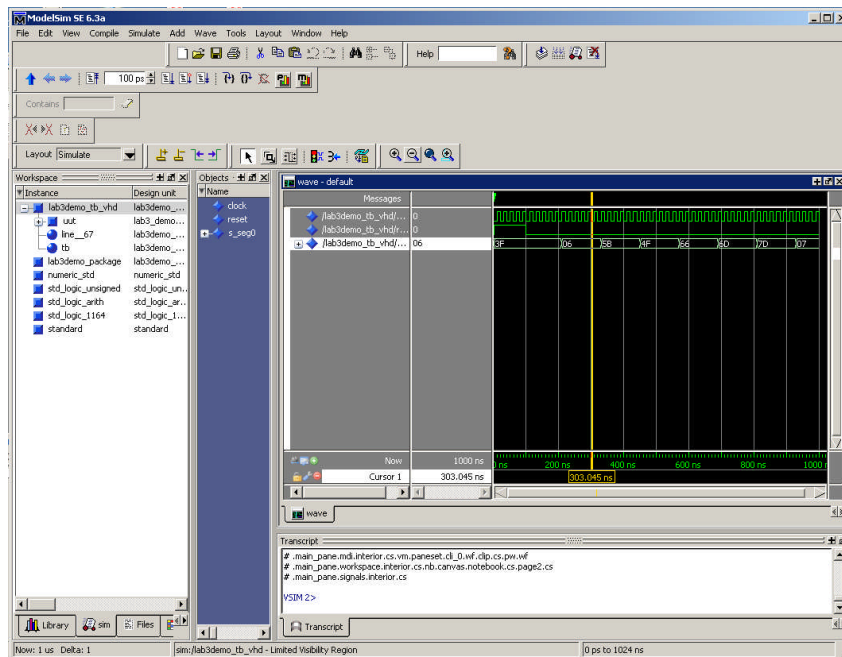 ModelSim SE 6.3a
File Edit View Compile Simulate Add Wave Tools Layout Window Help
Help
100 ps
Contains
Layout Simulate
Workspace
Instance Design unit
lab3demo_tb_vhd lab3demo_...
uut lab3_demo...
line__67 lab3demo_...
tb lab3demo_...
lab3demo_package lab3demo_...
numeric_std numeric_std
std_logic_unsigned std_logic_un...
std_logic_arith std_logic_ar...
std_logic_1164 std_logic_1...
standard standard
Library sim Files
Objects
Name
clock
reset
s_seg0
wave - default
Messages
/lab3demo_tb_vhd/... 0
/lab3demo_tb_vhd/r... 0
/lab3demo_tb_vhd/... 06
3F 06 5B 4F 66 6D 7D 07
Now 1000 ns
ns 200 ns 400 ns 600 ns 800 ns 1000
Cursor 1 303.045 ns
303.045 ns
wave
Transcript
# .main_pane.mdi.interior.cs.vm.paneset.cli_0.wf.clip.cs.pw.wf
# .main_pane.workspace.interior.cs.nb.canvas.notebook.cs.page2.cs
# .main_pane.signals.interior.cs
VSIM 2>
Transcript
Now: 1 us Delta: 1 sim:/lab3demo_tb_vhd - Limited Visibility Region 0 ps to 1024 ns